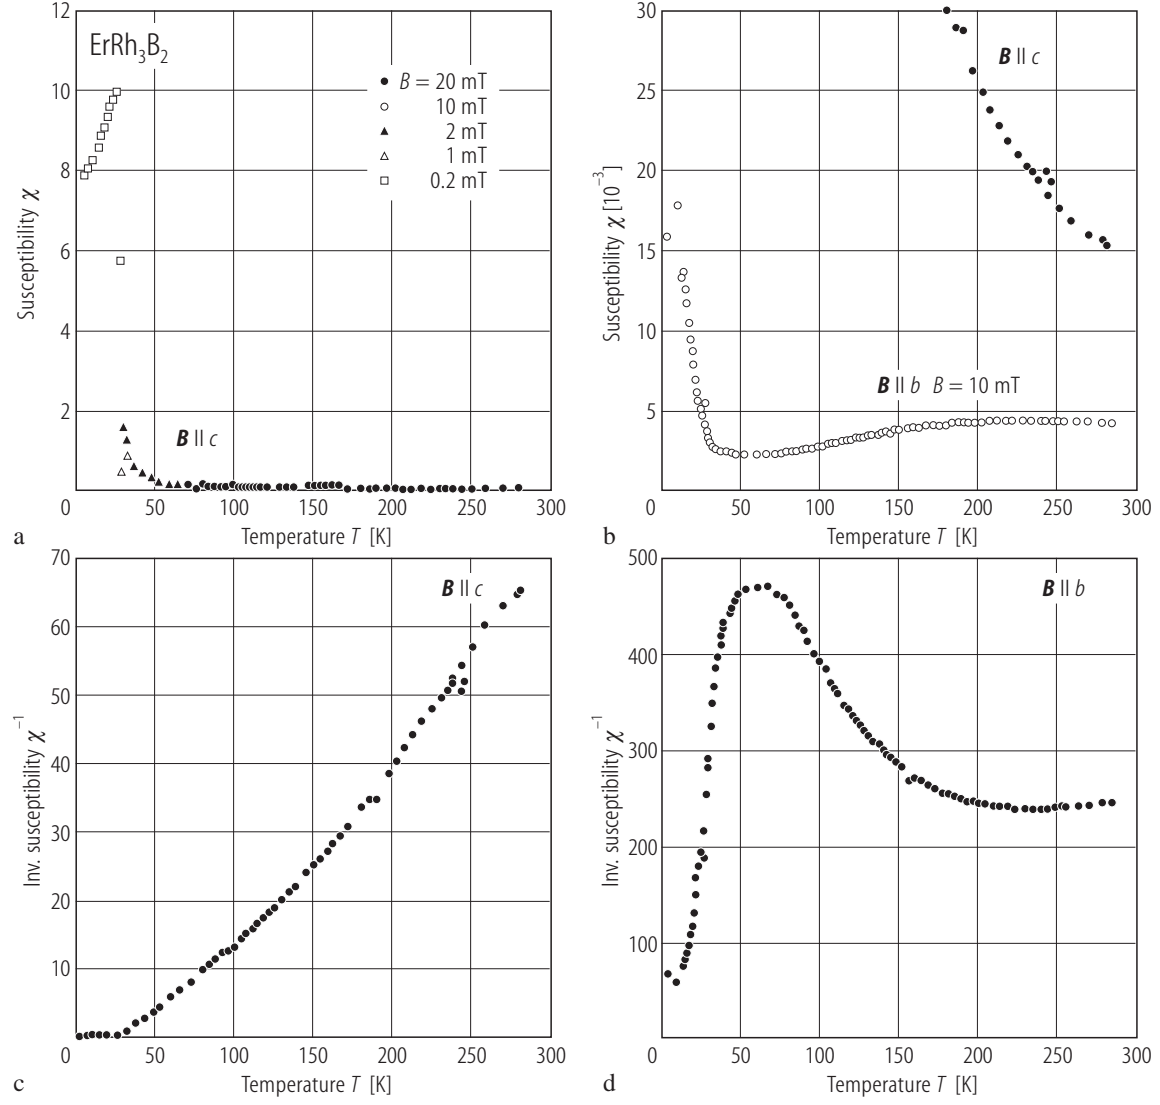 ErRh₃B₂
B = 20 mT
10 mT
2 mT
1 mT
0.2 mT
B || c
12
10
8
6
4
2
0
50
100
150
200
250
300
Susceptibility χ
Temperature T [K]
a
B || c
B || b B = 10 mT
30
25
20
15
10
5
0
50
100
150
200
250
300
Susceptibility χ [10⁻³]
Temperature T [K]
b
B || c
70
60
50
40
30
20
10
0
50
100
150
200
250
300
Inv. susceptibility χ⁻¹
Temperature T [K]
c
B || b
500
400
300
200
100
0
50
100
150
200
250
300
Inv. susceptibility χ⁻¹
Temperature T [K]
d